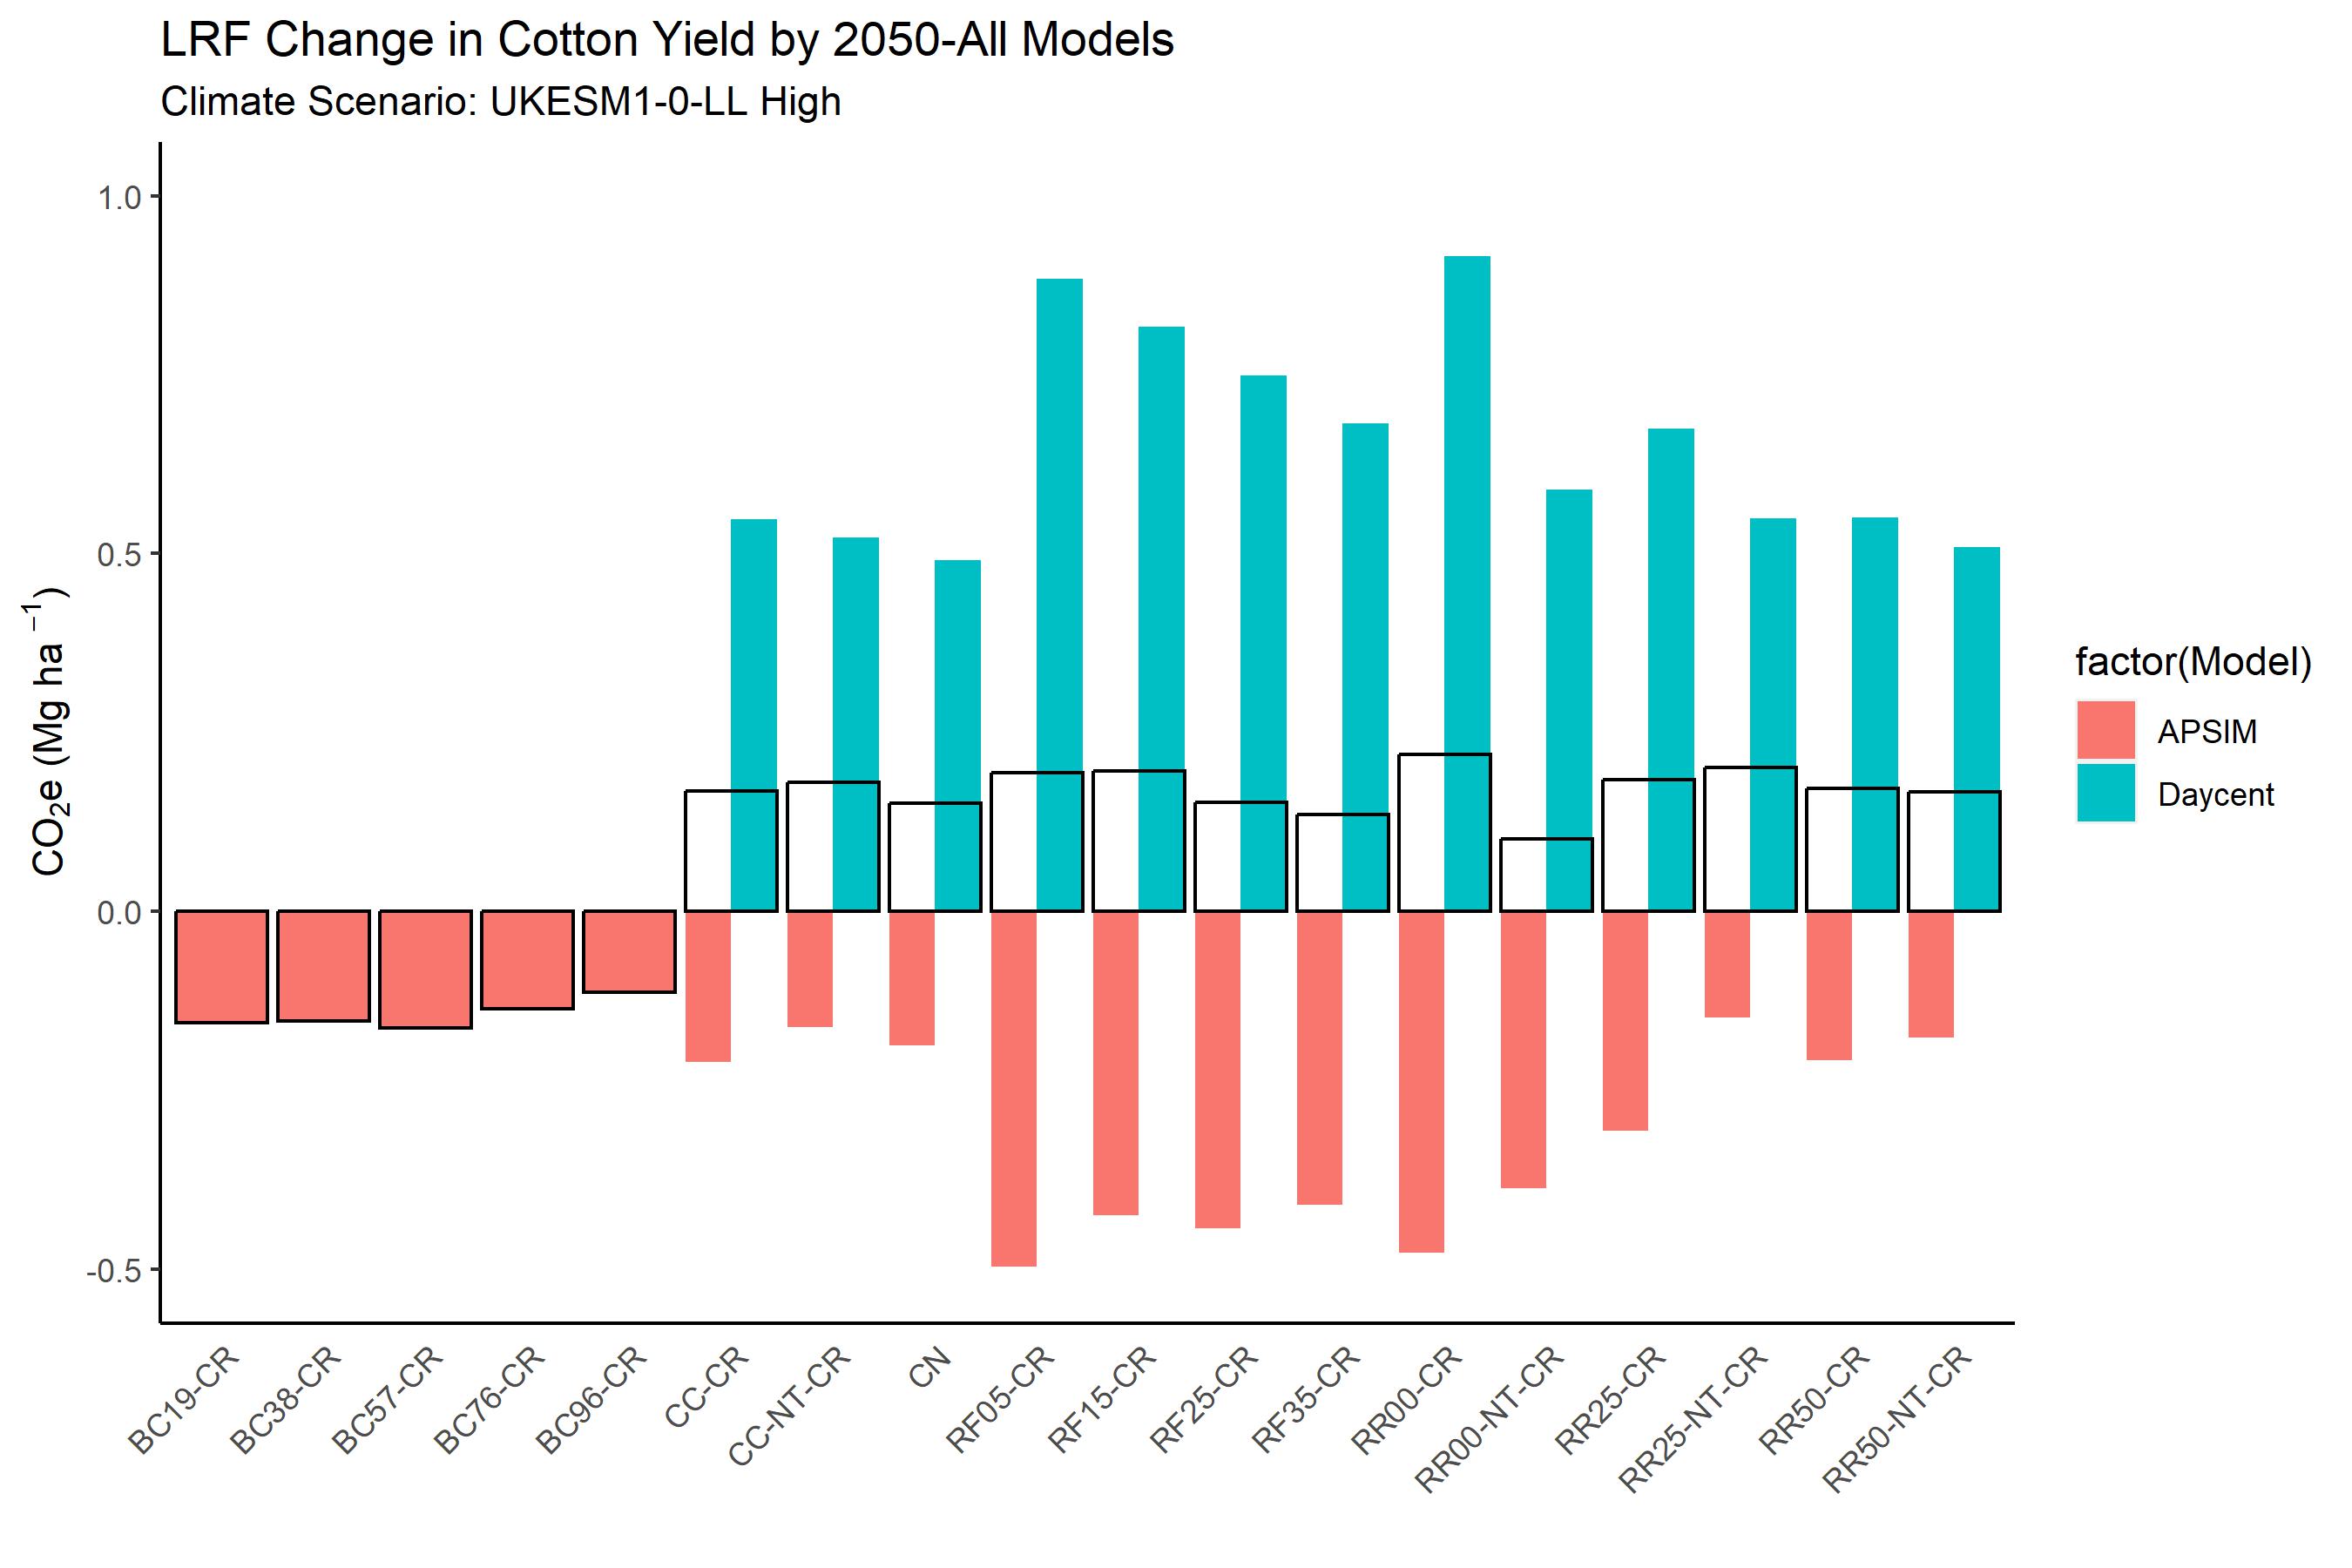 LRF Change in Cotton Yield by 2050-All Models
Climate Scenario: UKESM1-0-LL High
CO₂e (Mg ha ⁻¹)
1.0
0.5
0.0
-0.5
BC19-CR
BC38-CR
BC57-CR
BC76-CR
BC96-CR
CC-CR
CC-NT-CR
CN
RF05-CR
RF15-CR
RF25-CR
RF35-CR
RR00-CR
RR00-NT-CR
RR25-CR
RR25-NT-CR
RR50-CR
RR50-NT-CR
factor(Model)
APSIM
Daycent